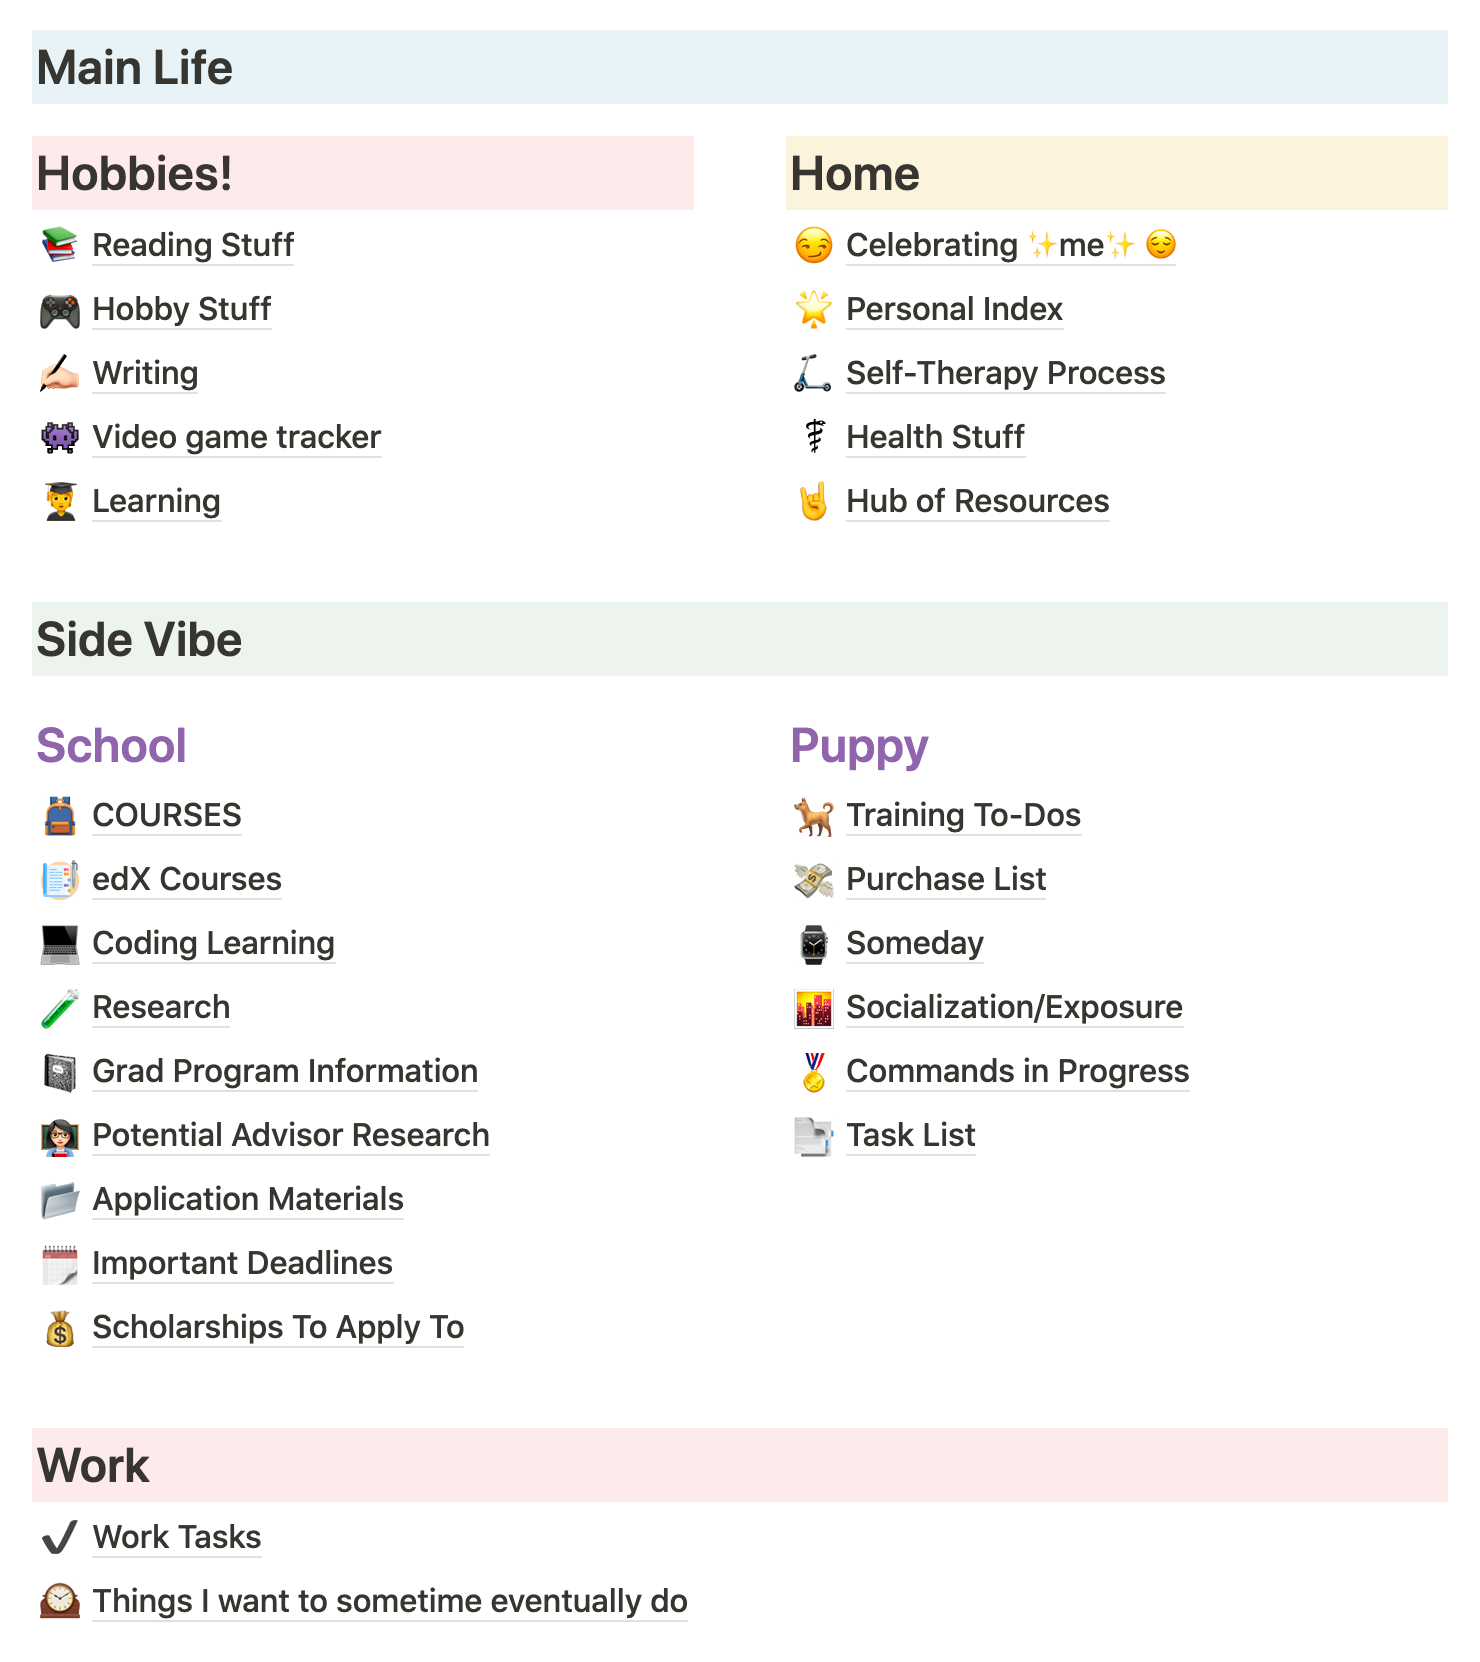 Main Life
Hobbies!
Reading Stuff
Hobby Stuff
Writing
Video game tracker
Learning
Home
Celebrating ✨me✨ 😌
Personal Index
Self-Therapy Process
Health Stuff
Hub of Resources
Side Vibe
School
COURSES
edX Courses
Coding Learning
Research
Grad Program Information
Potential Advisor Research
Application Materials
Important Deadlines
Scholarships To Apply To
Puppy
Training To-Dos
Purchase List
Someday
Socialization/Exposure
Commands in Progress
Task List
Work
Work Tasks
Things I want to sometime eventually do